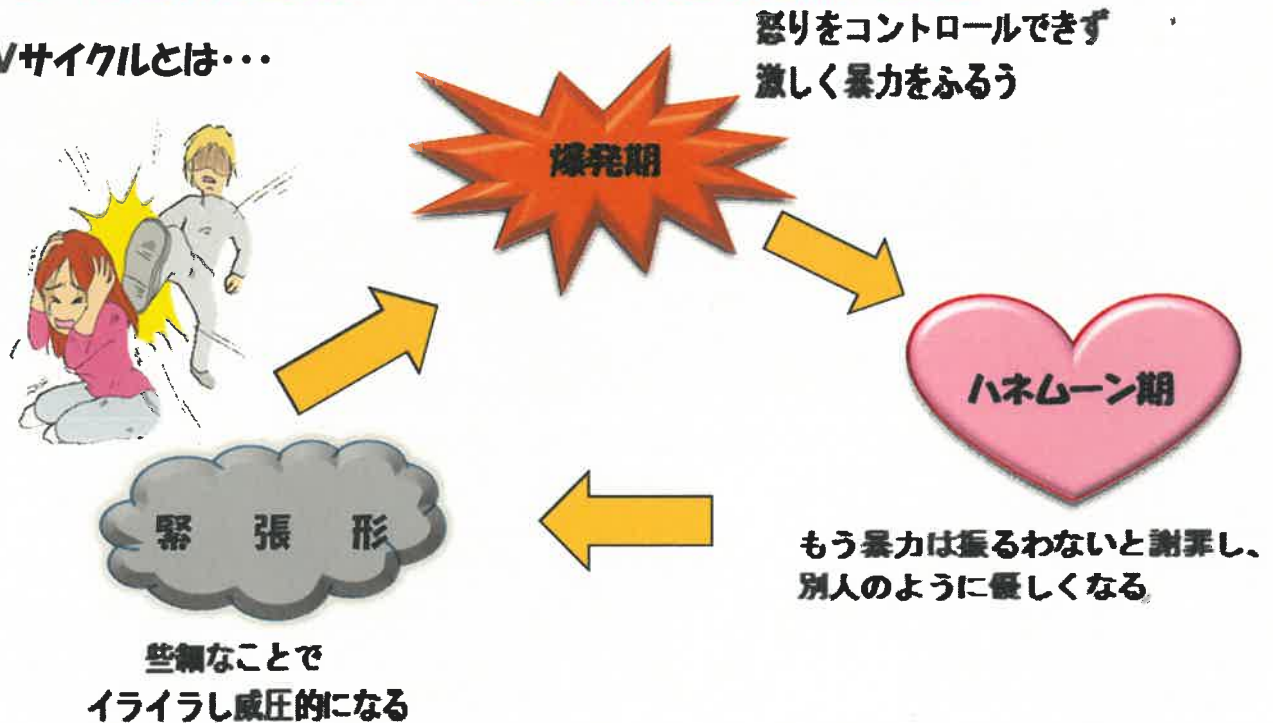 Vサイクルとは・・・
怒りをコントロールできず
激しく暴力をふるう
爆発期
ハネムーン期
もう暴力は振るわないと謝罪し、
別人のように優しくなる
緊 張 形
些細なことで
イライラし威圧的になる